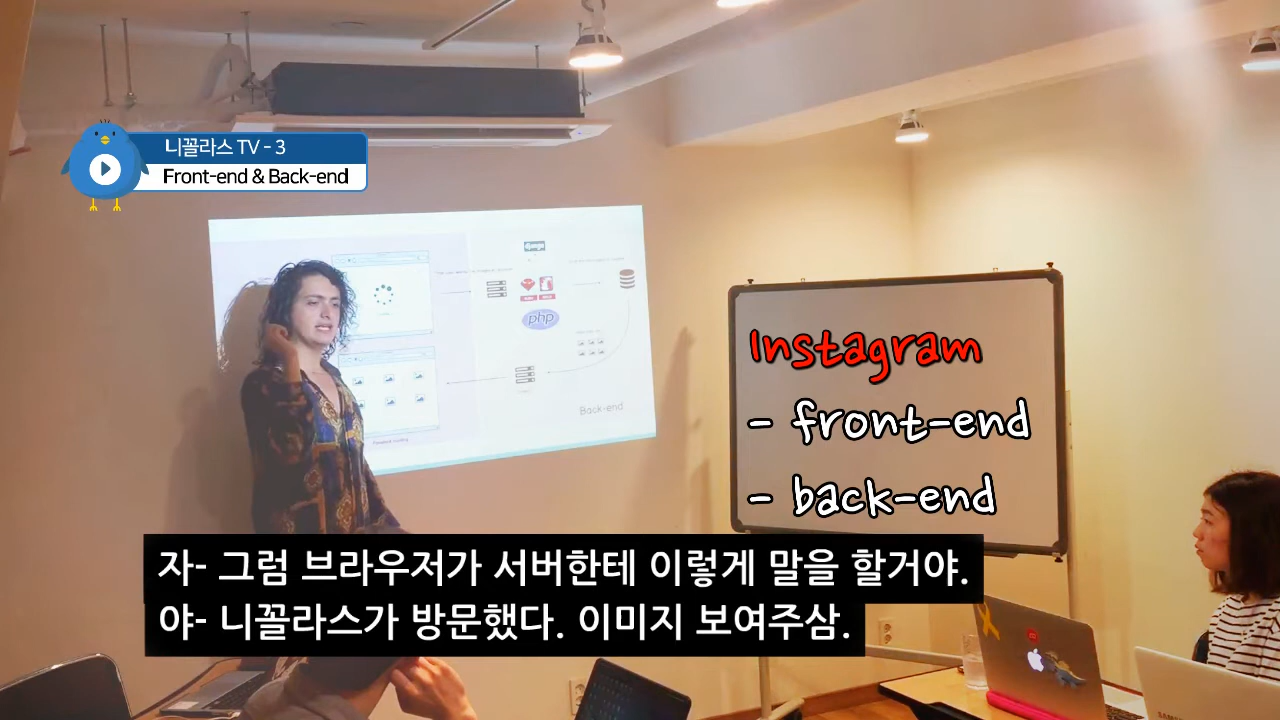 니꼴라스 TV - 3
Front-end & Back-end
django
php
Back-end
Instagram
- front-end
- back-end
자- 그럼 브라우저가 서버한테 이렇게 말을 할거야.
야- 니꼴라스가 방문했다. 이미지 보여주삼.